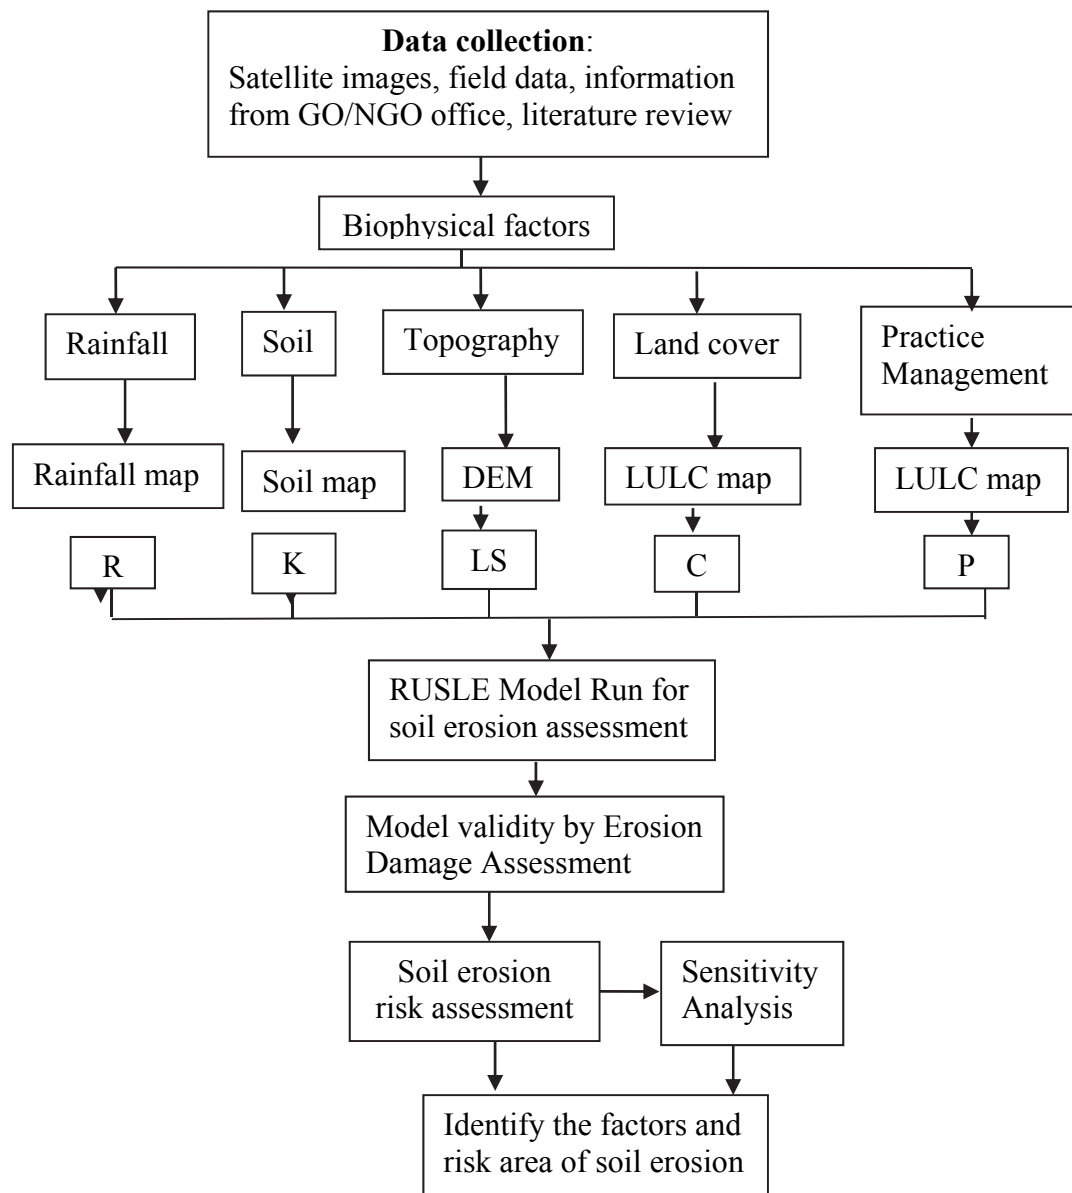 Data collection:
Satellite images, field data, information
from GO/NGO office, literature review
Biophysical factors
Rainfall
Soil
Topography
Land cover
Practice
Management
Rainfall map
Soil map
DEM
LULC map
LULC map
R
K
LS
C
P
RUSLE Model Run for
soil erosion assessment
Model validity by Erosion
Damage Assessment
Soil erosion
risk assessment
Sensitivity
Analysis
Identify the factors and
risk area of soil erosion